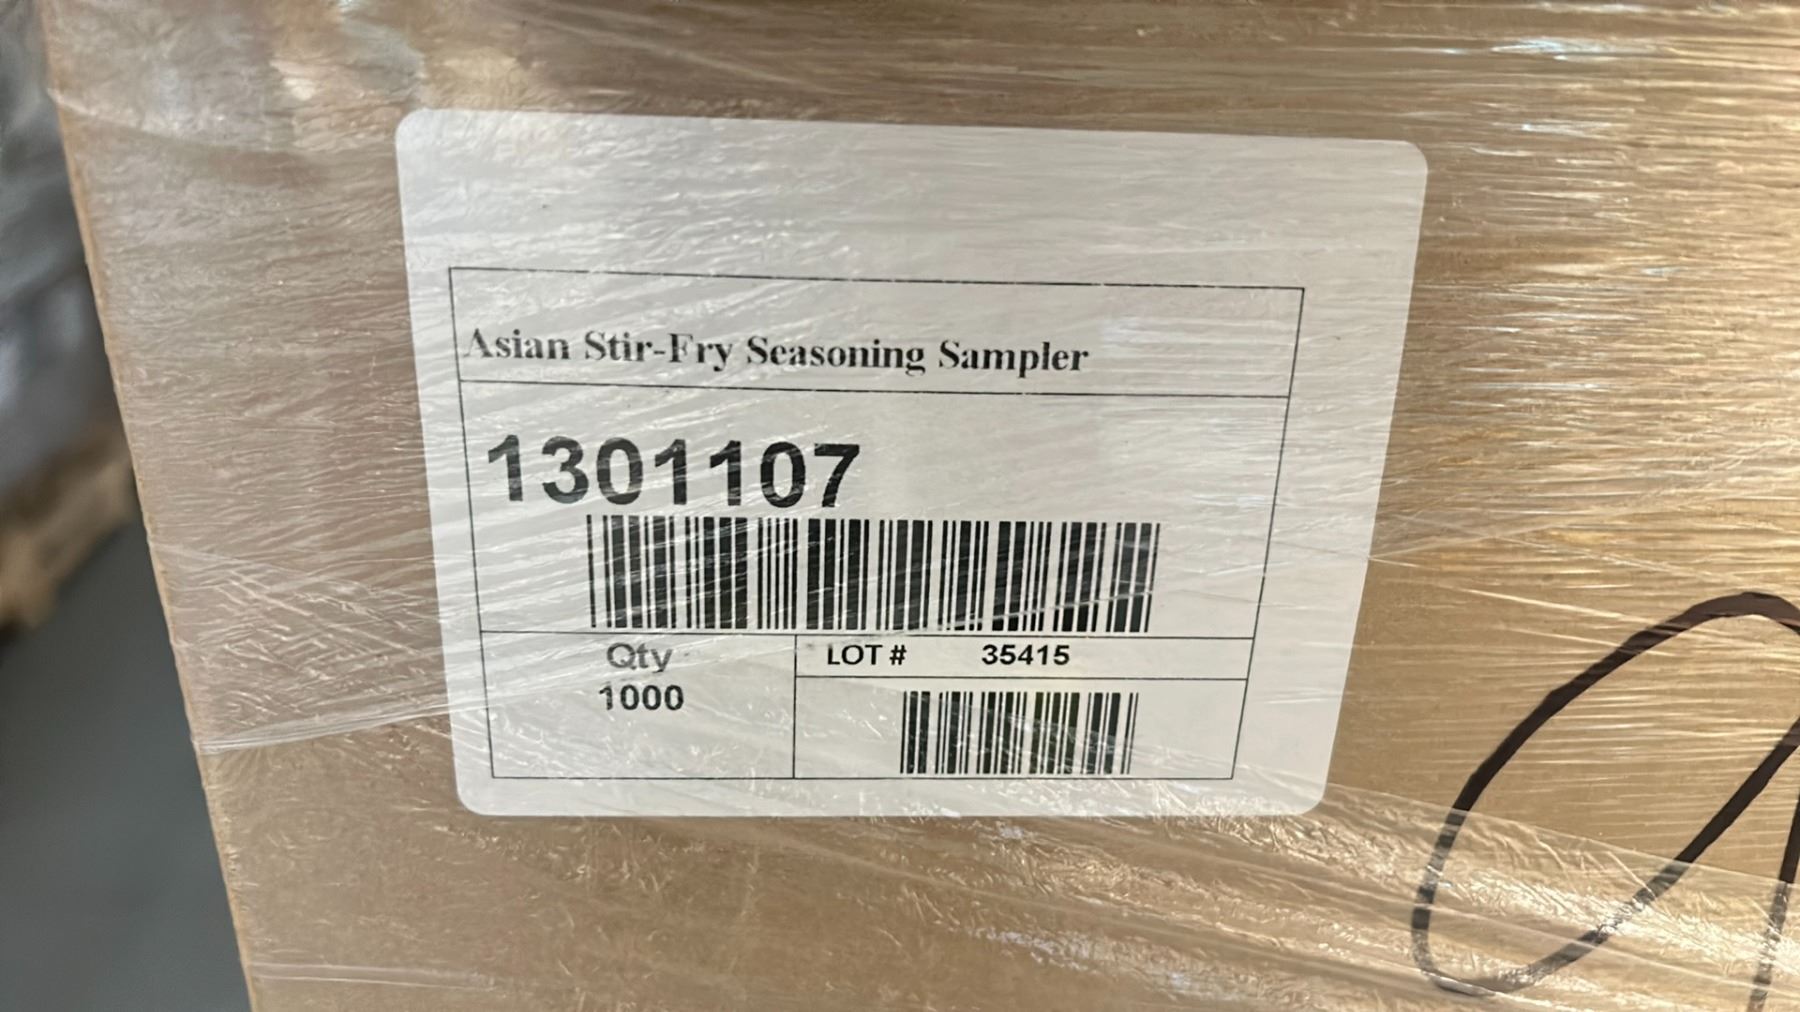 Asian Stir-Fry Seasoning Sampler
1301107
Qty
1000
LOT # 35415